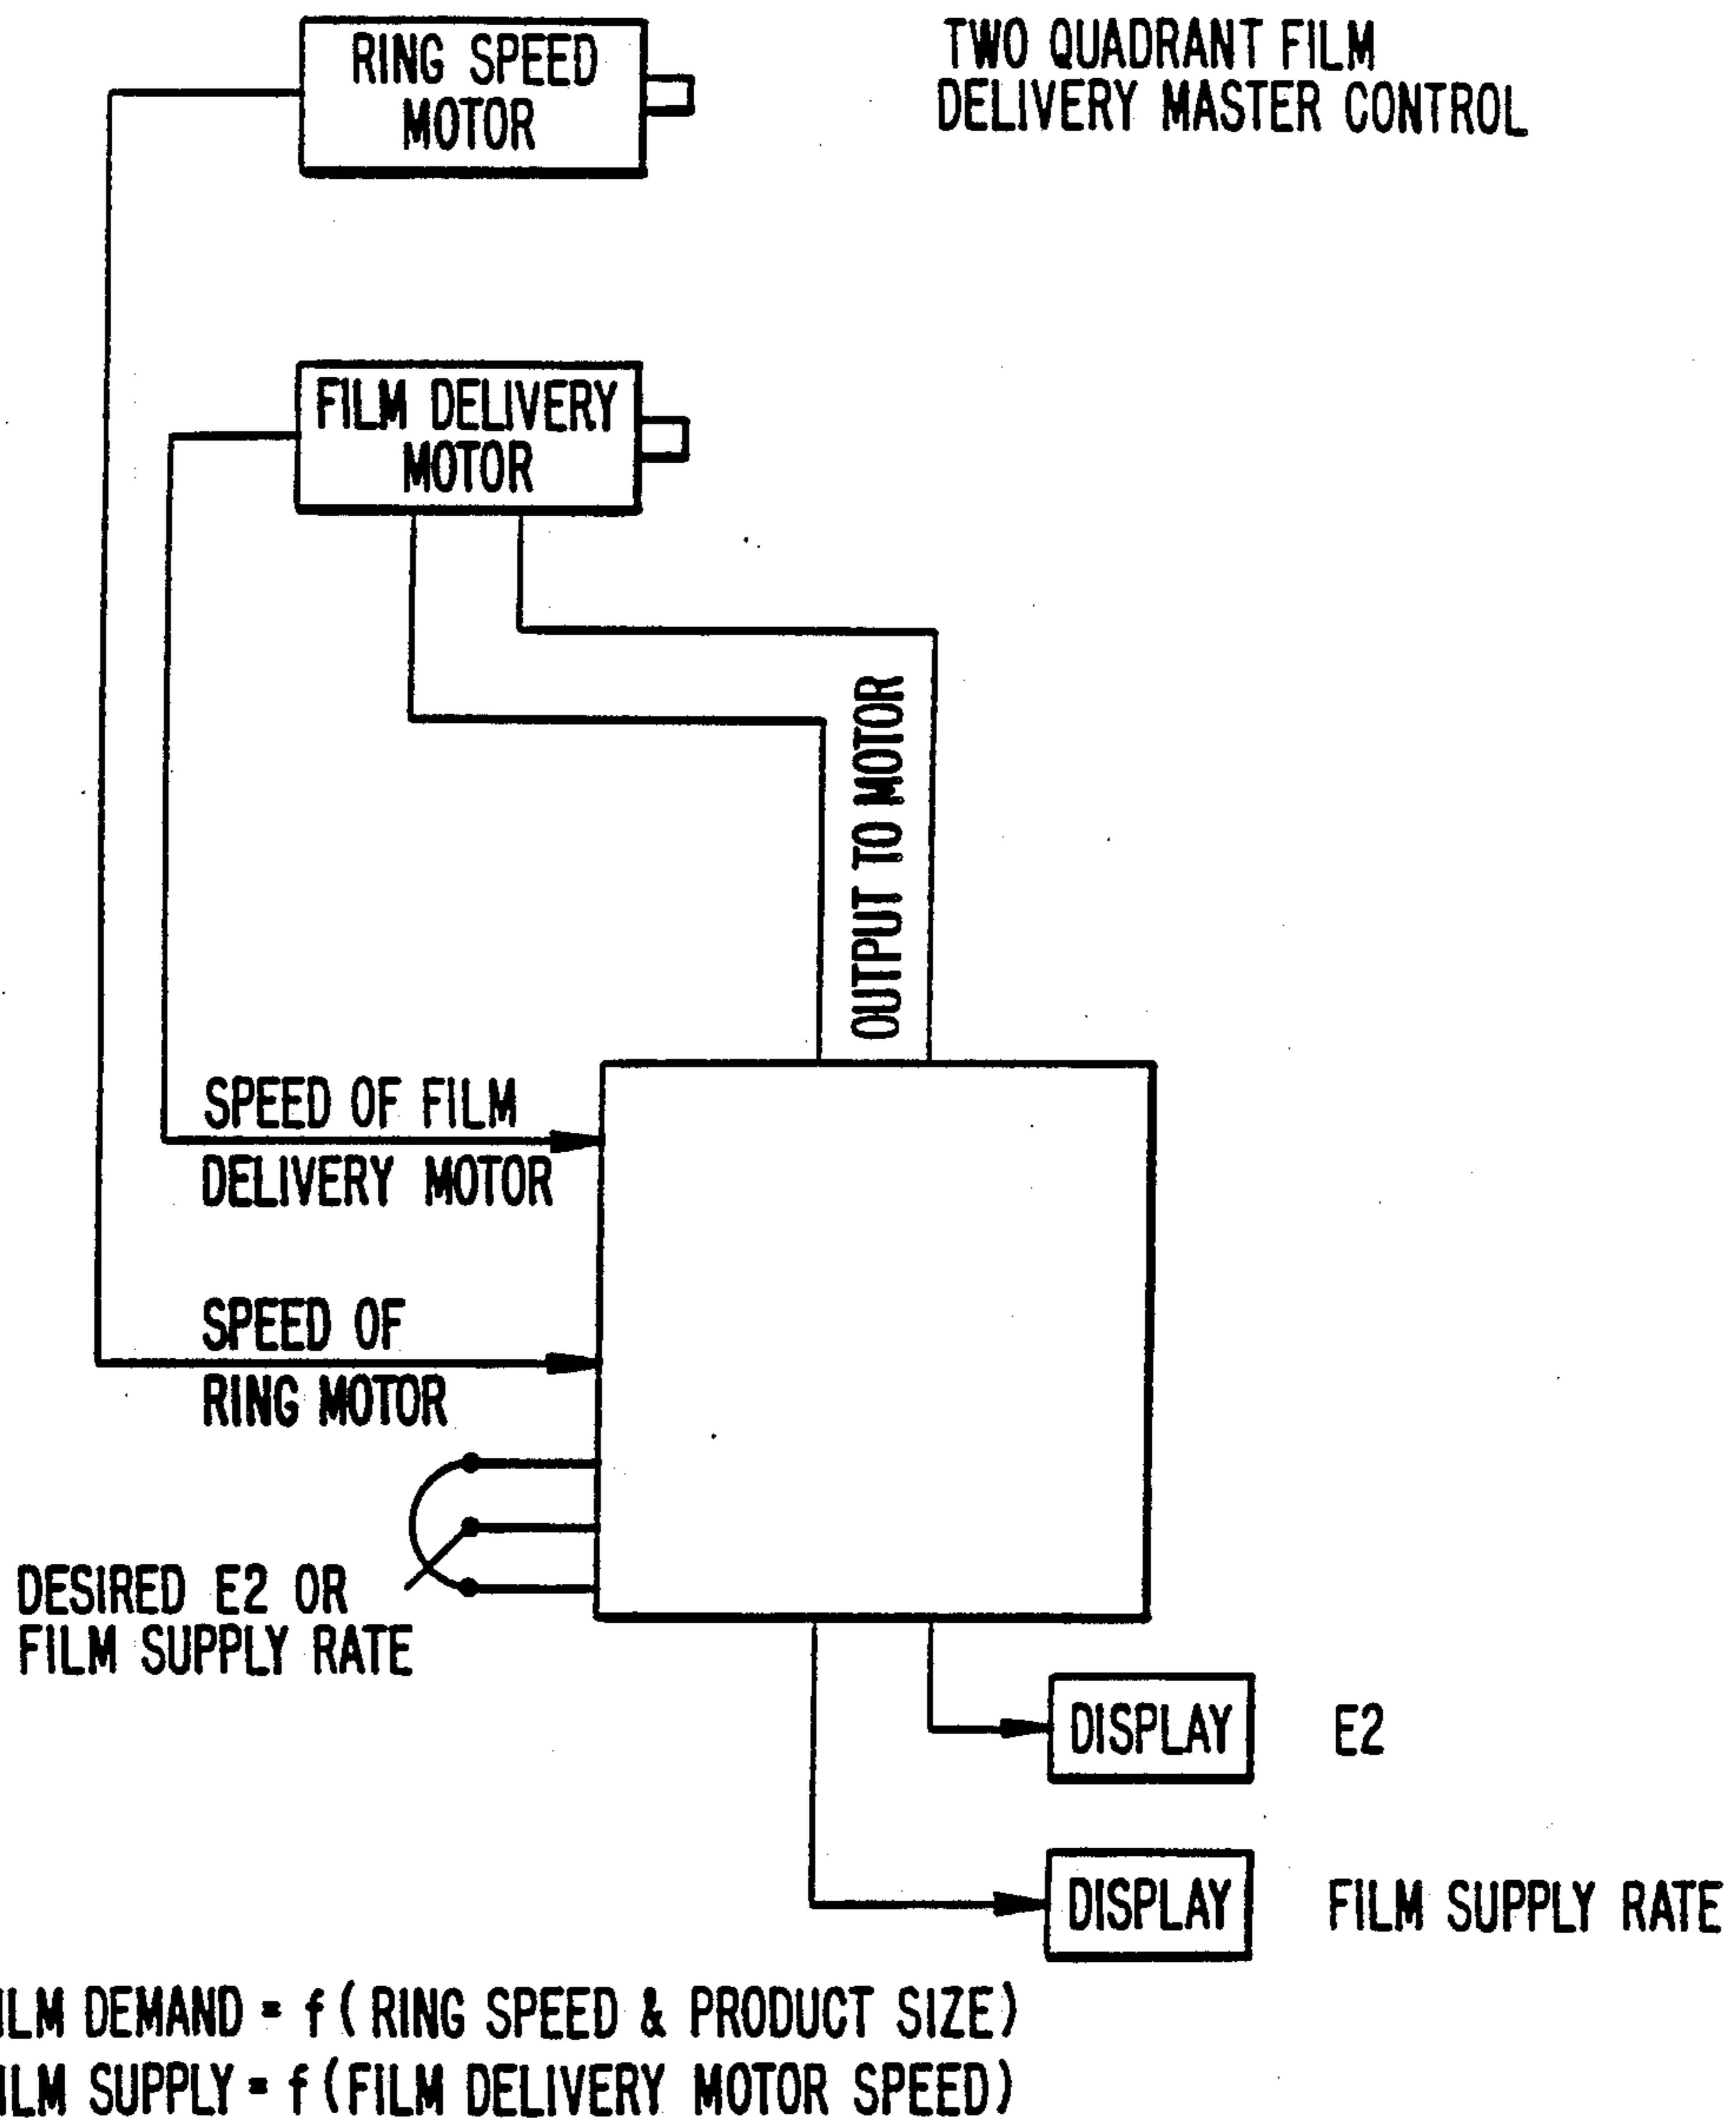 RING SPEED
MOTOR
TWO QUADRANT FILM
DELIVERY MASTER CONTROL
FILM DELIVERY
MOTOR
OUTPUT TO MOTOR
SPEED OF FILM
DELIVERY MOTOR
SPEED OF
RING MOTOR
DESIRED E2 OR
FILM SUPPLY RATE
DISPLAY E2
DISPLAY FILM SUPPLY RATE
ILM DEMAND = f ( RING SPEED & PRODUCT SIZE)
ILM SUPPLY = f (FILM DELIVERY MOTOR SPEED)